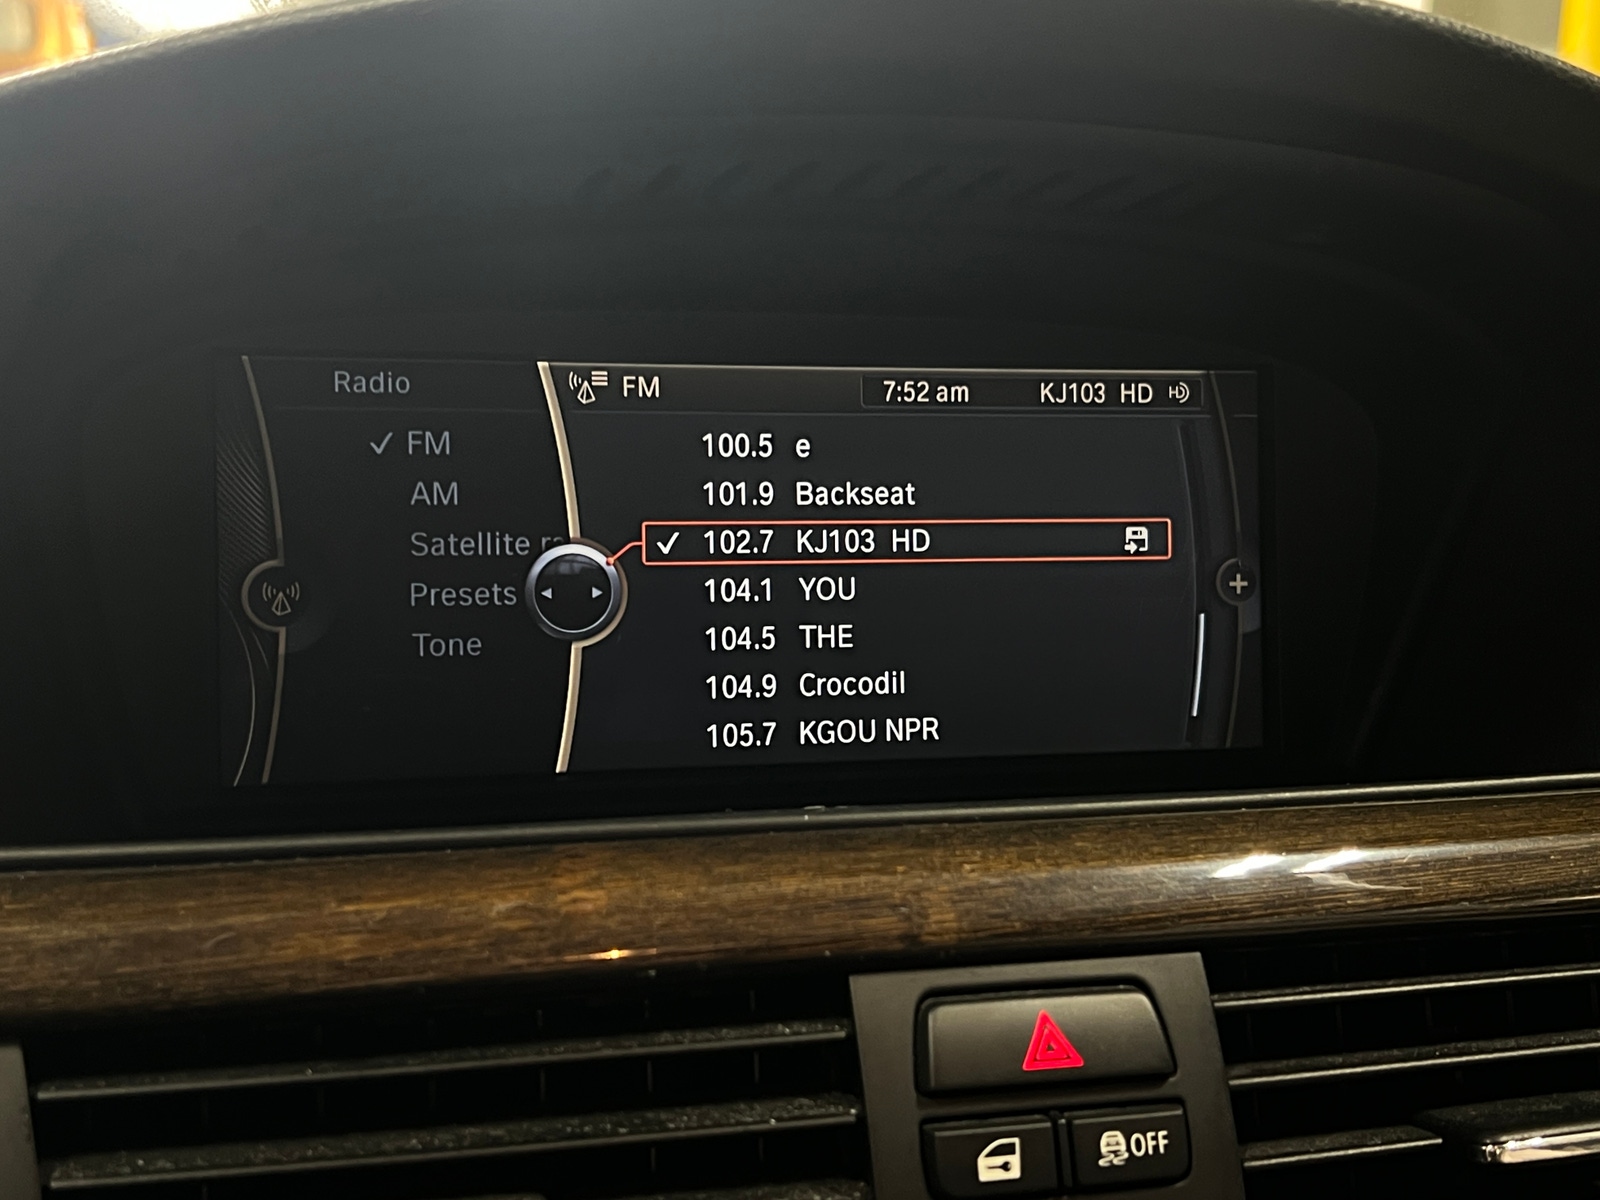 Radio
FM
AM
Satellite
Presets
Tone
FM 7:52 am KJ103 HD HD
100.5 e
101.9 Backseat
102.7 KJ103 HD
104.1 YOU
104.5 THE
104.9 Crocodil
105.7 KGOU NPR
OFF